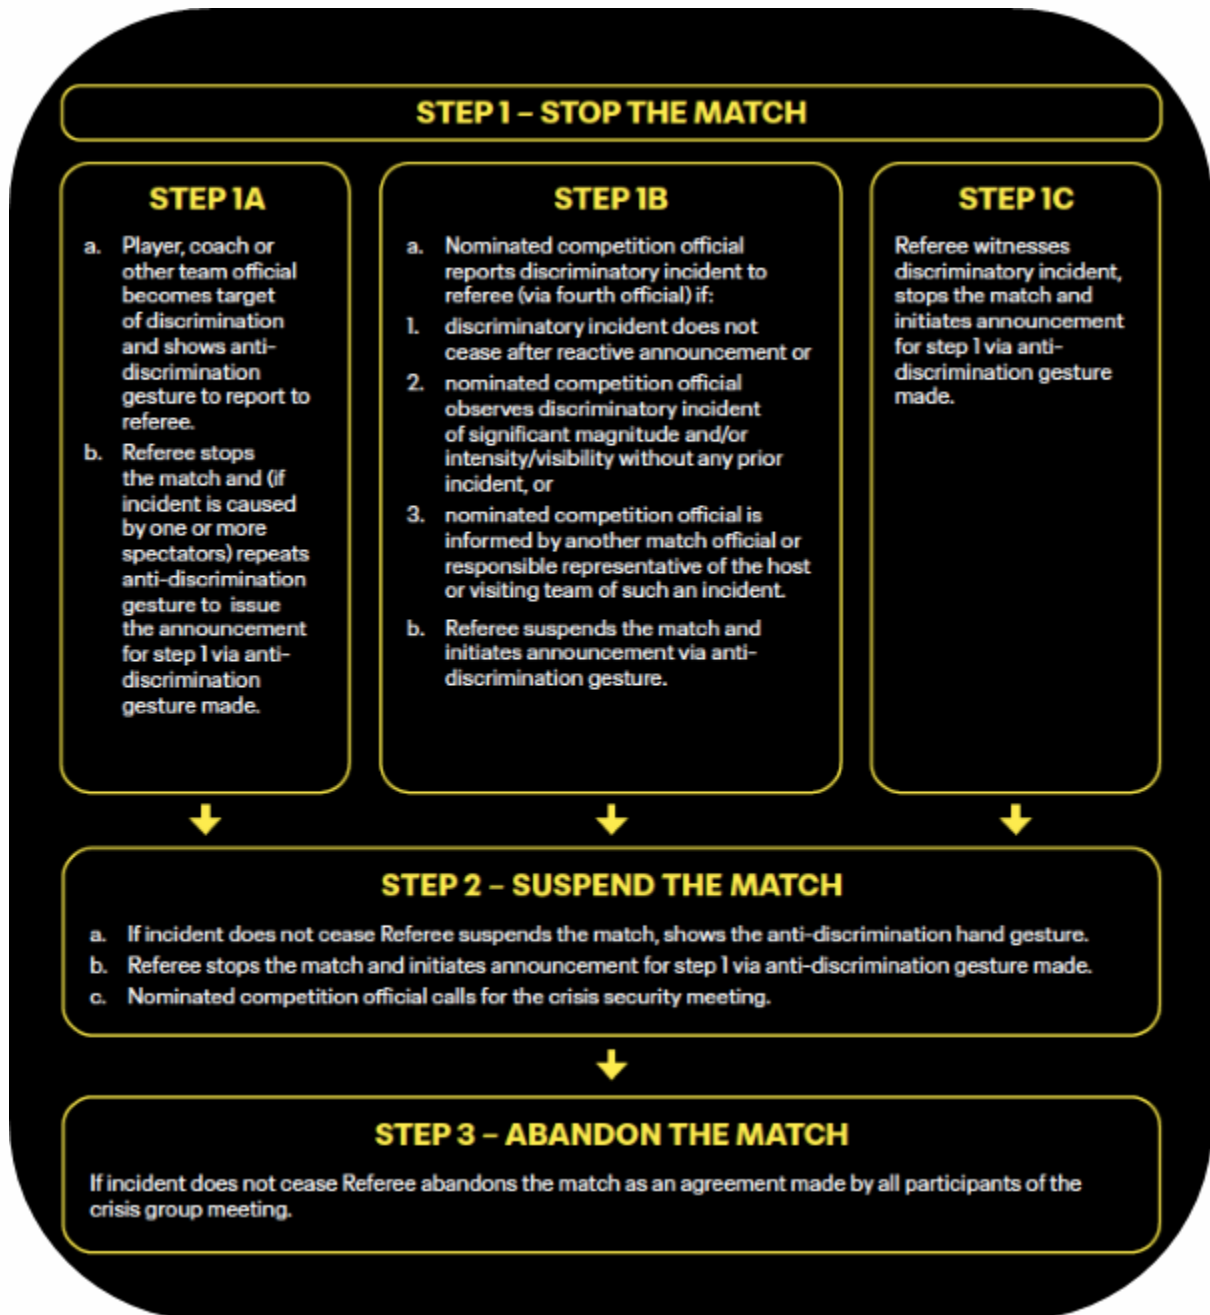 STEP 1 – STOP THE MATCH
STEP 1A
a. Player, coach or
other team official
becomes target
of discrimination
and shows anti-
discrimination
gesture to report to
referee.
b. Referee stops
the match and (if
incident is caused
by one or more
spectators) repeats
anti-discrimination
gesture to issue
the announcement
for step 1 via anti-
discrimination
gesture made.
STEP 1B
a. Nominated competition official
reports discriminatory incident to
referee (via fourth official) if:
1. discriminatory incident does not
cease after reactive announcement or
2. nominated competition official
observes discriminatory incident
of significant magnitude and/or
intensity/visibility without any prior
incident, or
3. nominated competition official is
informed by another match official or
responsible representative of the host
or visiting team of such an incident.
b. Referee suspends the match and
initiates announcement via anti-
discrimination gesture.
STEP 1C
Referee witnesses
discriminatory incident,
stops the match and
initiates announcement
for step 1 via anti-
discrimination gesture
made.
STEP 2 – SUSPEND THE MATCH
a. If incident does not cease Referee suspends the match, shows the anti-discrimination hand gesture.
b. Referee stops the match and initiates announcement for step 1 via anti-discrimination gesture made.
c. Nominated competition official calls for the crisis security meeting.
STEP 3 – ABANDON THE MATCH
If incident does not cease Referee abandons the match as an agreement made by all participants of the
crisis group meeting.